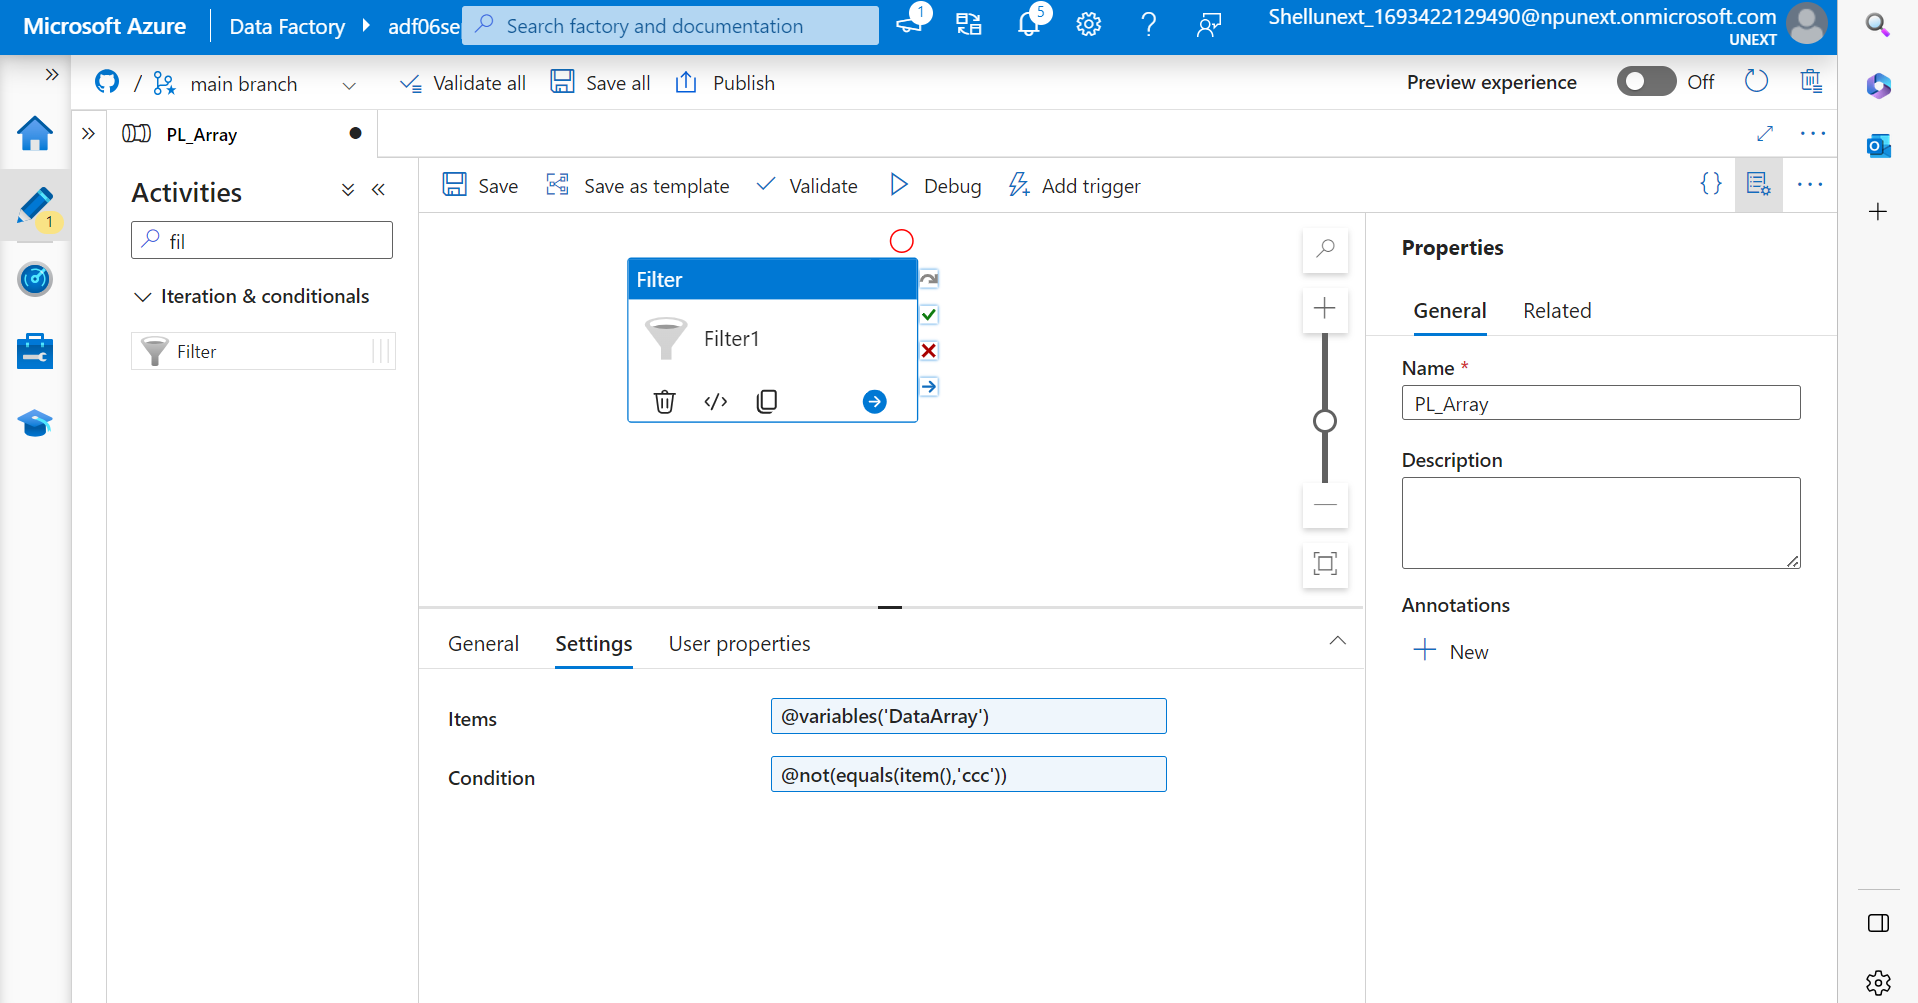 Microsoft Azure
Data Factory
adf06se
Search factory and documentation
1
5
Shellunext_1693422129490@npunext.onmicrosoft.com
UNEXT
/ main branch
Validate all
Save all
Publish
Preview experience
Off
PL_Array
1
Activities
fil
Iteration & conditionals
Filter
Save
Save as template
Validate
Debug
Add trigger
{}
Filter
Filter1
Properties
General
Related
Name *
PL_Array
Description
Annotations
New
General
Settings
User properties
Items
@variables('DataArray')
Condition
@not(equals(item(),'ccc'))